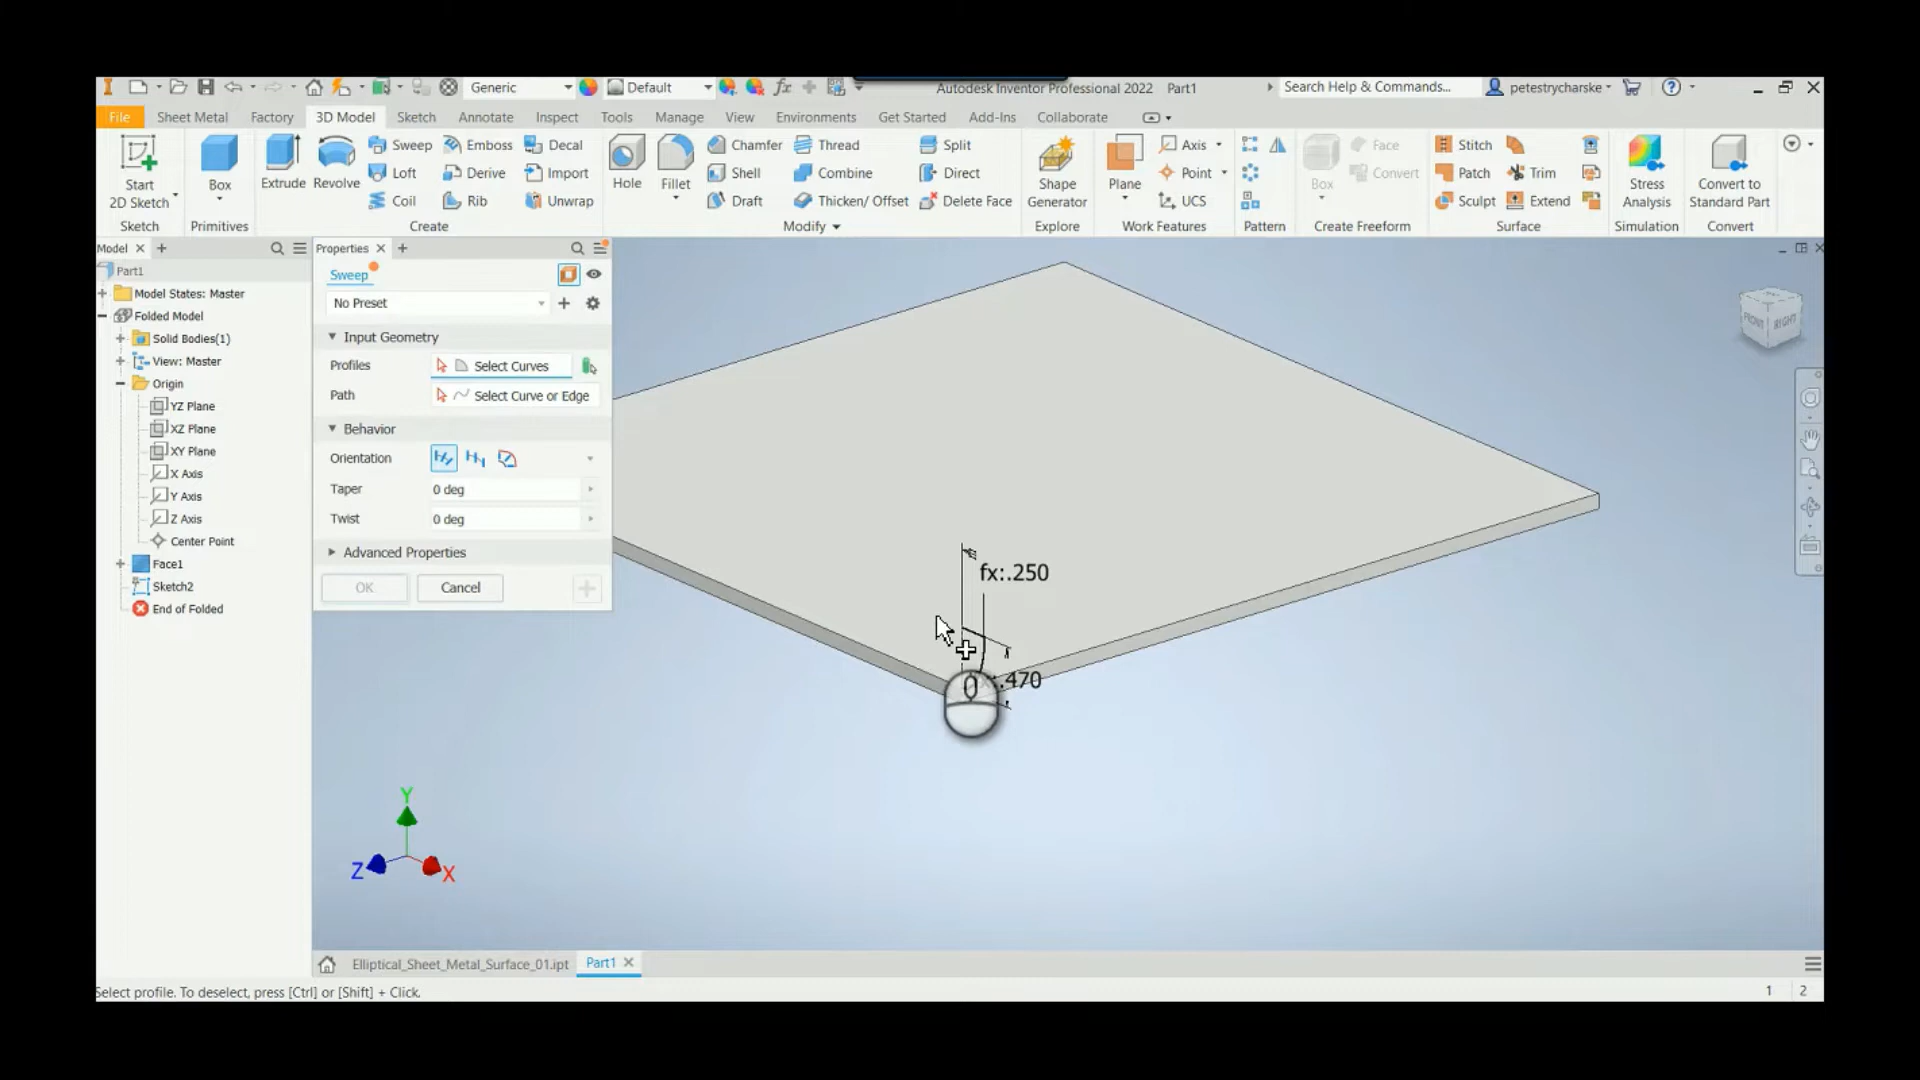 Generic
Default
fx
Autodesk Inventor Professional 2022 Part1
Search Help & Commands...
petestrycharske
File Sheet Metal Factory 3D Model Sketch Annotate Inspect Tools Manage View Environments Get Started Add-Ins Collaborate
Start
2D Sketch
Sketch
Box
Primitives
Extrude
Revolve
Sweep
Loft
Coil
Emboss
Derive
Rib
Decal
Import
Unwrap
Create
Hole
Fillet
Chamfer
Shell
Draft
Thread
Combine
Thicken/ Offset
Split
Direct
Delete Face
Modify
Shape
Generator
Explore
Plane
Axis
Point
UCS
Work Features
Pattern
Box
Face
Convert
Create Freeform
Stitch
Patch
Sculpt
Trim
Extend
Surface
Stress
Analysis
Simulation
Convert to
Standard Part
Convert
Model
Part1
Model States: Master
Folded Model
Solid Bodies(1)
View: Master
Origin
YZ Plane
XZ Plane
XY Plane
X Axis
Y Axis
Z Axis
Center Point
Face1
Sketch2
End of Folded
Properties
Sweep
No Preset
Input Geometry
Profiles Select Curves
Path Select Curve or Edge
Behavior
Orientation
Taper 0 deg
Twist 0 deg
Advanced Properties
OK Cancel
fx:.250
.470
0
FRONT RIGHT
Y
Z X
Elliptical_Sheet_Metal_Surface_01.ipt
Part1
Select profile. To deselect, press [Ctrl] or [Shift] + Click.
1 2